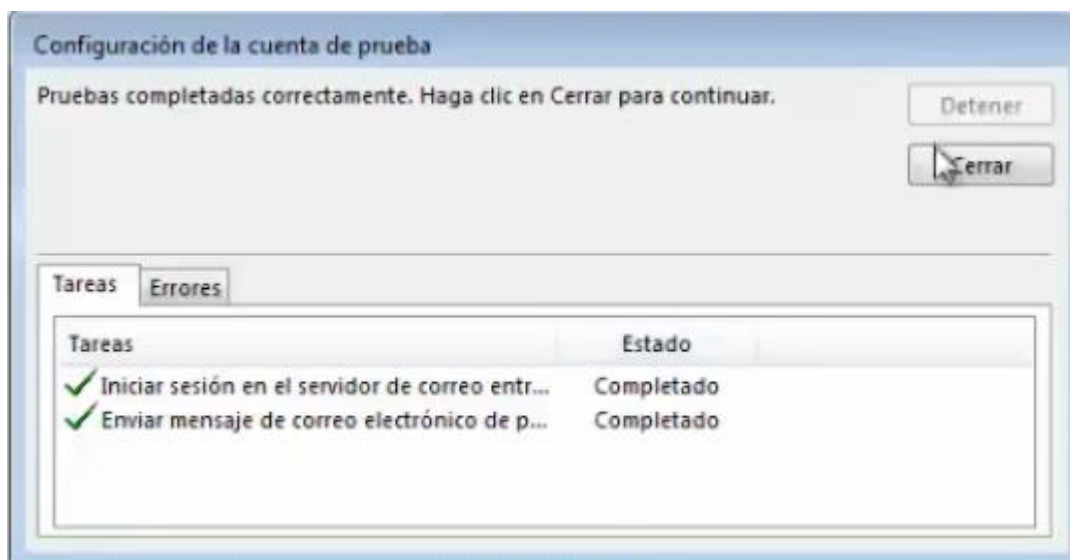 Configuración de la cuenta de prueba
Pruebas completadas correctamente. Haga clic en Cerrar para continuar.
Detener
Cerrar
Tareas Errores
Tareas Estado
Iniciar sesión en el servidor de correo entr... Completado
Enviar mensaje de correo electrónico de p... Completado